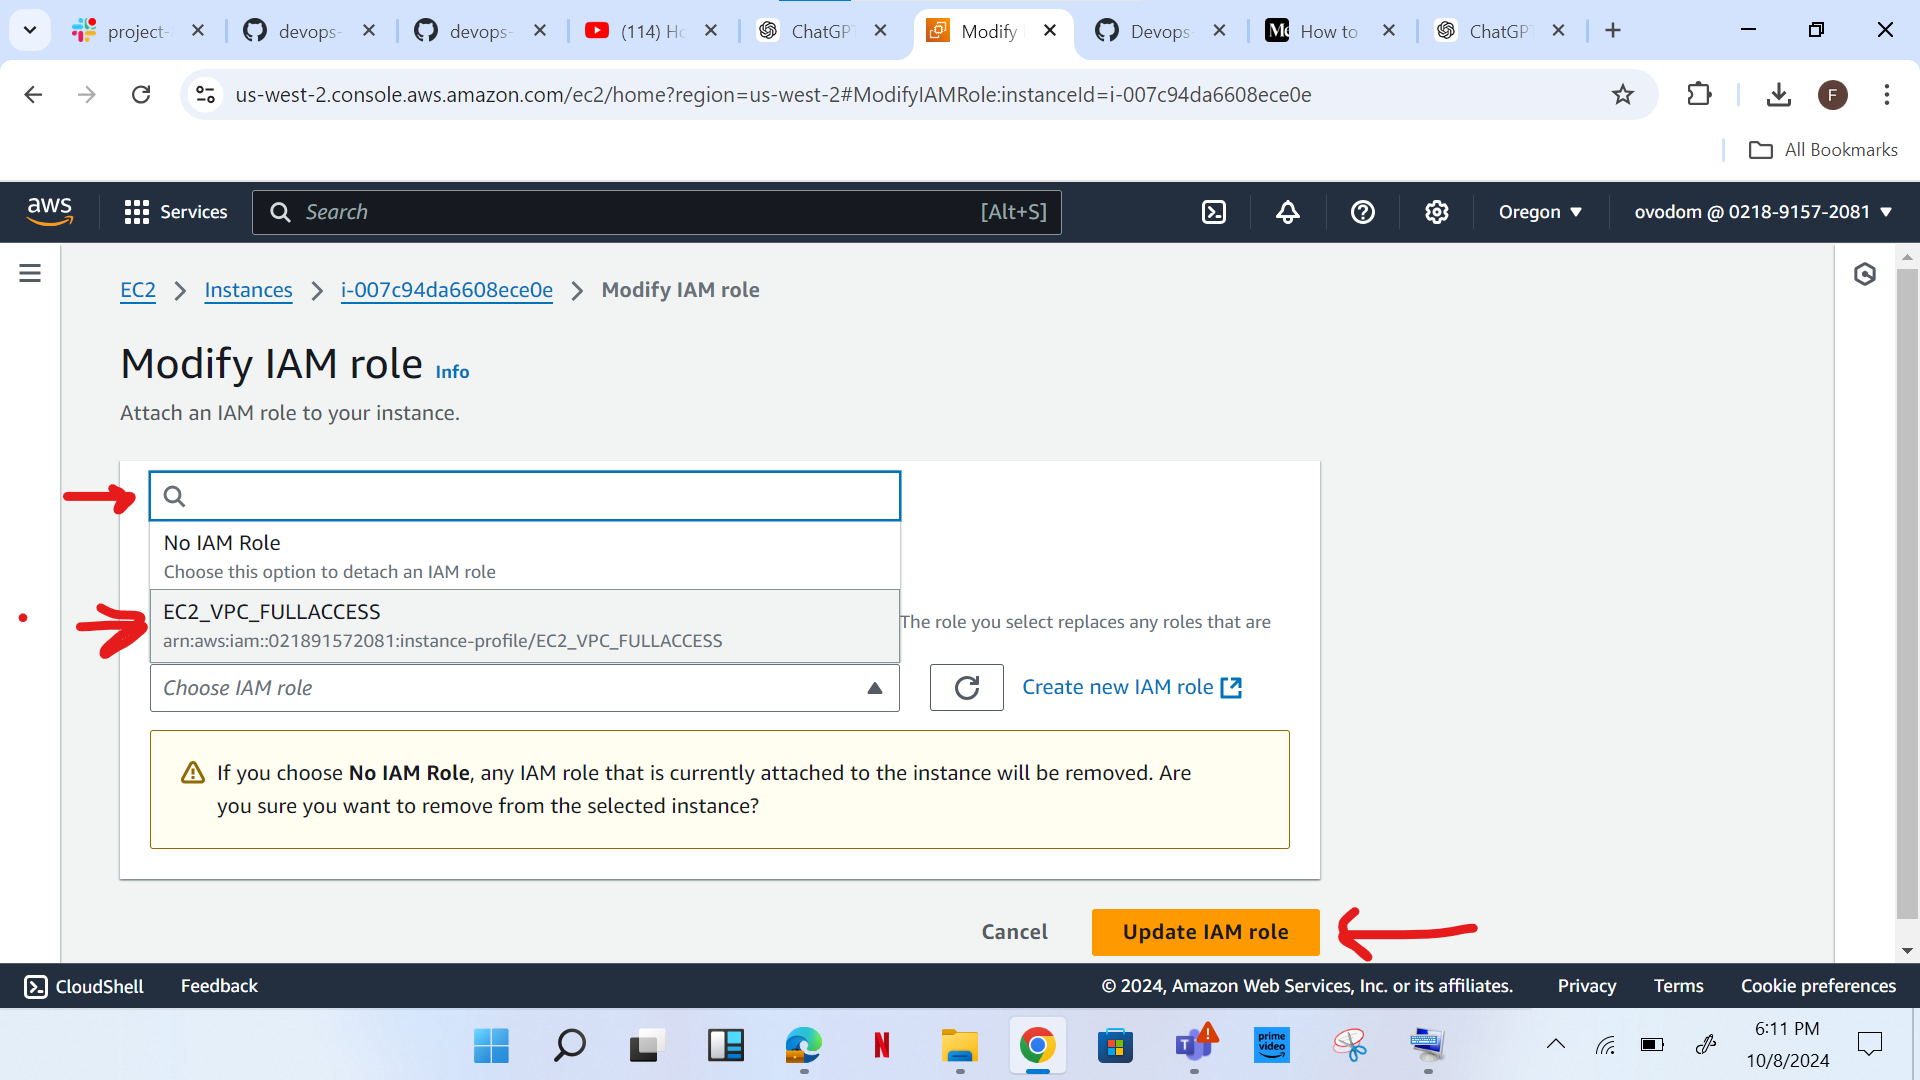 project-
devops-
devops-
(114) Ho
ChatGPT
Modify
Devops-
How to
ChatGPT
us-west-2.console.aws.amazon.com/ec2/home?region=us-west-2#ModifyIAMRole:instanceId=i-007c94da6608ece0e
F
All Bookmarks
aws
Services
Search
[Alt+S]
Oregon
ovodom @ 0218-9157-2081
EC2
Instances
i-007c94da6608ece0e
Modify IAM role
Modify IAM role Info
Attach an IAM role to your instance.
No IAM Role
Choose this option to detach an IAM role
EC2_VPC_FULLACCESS
arn:aws:iam::021891572081:instance-profile/EC2_VPC_FULLACCESS
The role you select replaces any roles that are
Choose IAM role
Create new IAM role
If you choose No IAM Role, any IAM role that is currently attached to the instance will be removed. Are
you sure you want to remove from the selected instance?
Cancel
Update IAM role
CloudShell
Feedback
© 2024, Amazon Web Services, Inc. or its affiliates.
Privacy
Terms
Cookie preferences
N
prime video
6:11 PM
10/8/2024